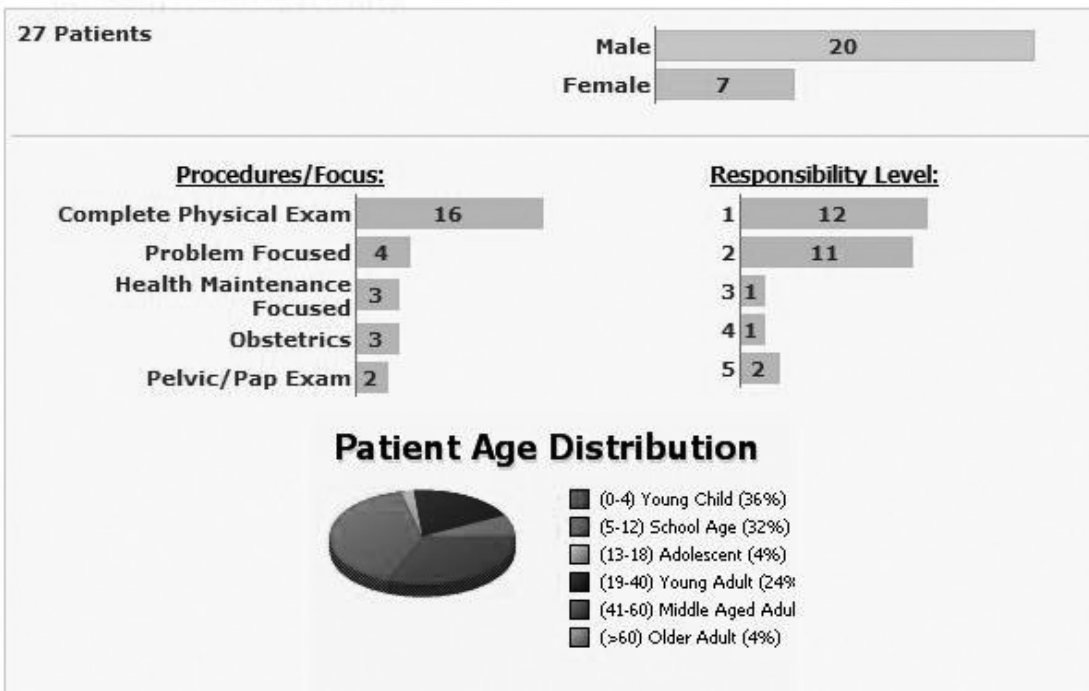 27 Patients
Male 20
Female 7
Procedures/Focus:
Complete Physical Exam 16
Problem Focused 4
Health Maintenance
Focused 3
Obstetrics 3
Pelvic/Pap Exam 2
Responsibility Level:
1 12
2 11
3 1
4 1
5 2
Patient Age Distribution
(0-4) Young Child (36%)
(5-12) School Age (32%)
(13-18) Adolescent (4%)
(19-40) Young Adult (24%
(41-60) Middle Aged Adul
(>60) Older Adult (4%)